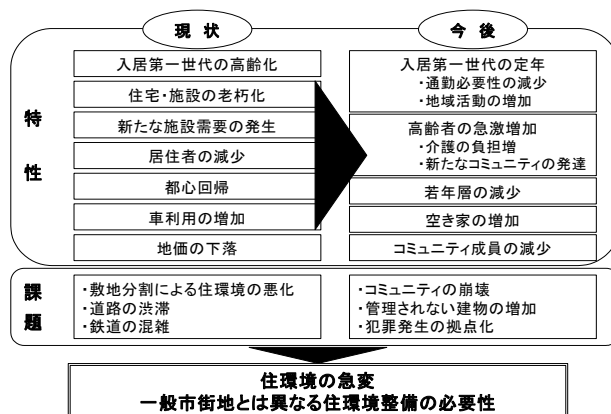 現状
今後
特性
入居第一世代の高齢化
住宅・施設の老朽化
新たな施設需要の発生
居住者の減少
都心回帰
車利用の増加
地価の下落
入居第一世代の定年
・通勤必要性の減少
・地域活動の増加
高齢者の急激増加
・介護の負担増
・新たなコミュニティの発達
若年層の減少
空き家の増加
コミュニティ成員の減少
課題
・敷地分割による住環境の悪化
・道路の渋滞
・鉄道の混雑
・コミュニティの崩壊
・管理されない建物の増加
・犯罪発生の拠点化
住環境の急変
一般市街地とは異なる住環境整備の必要性